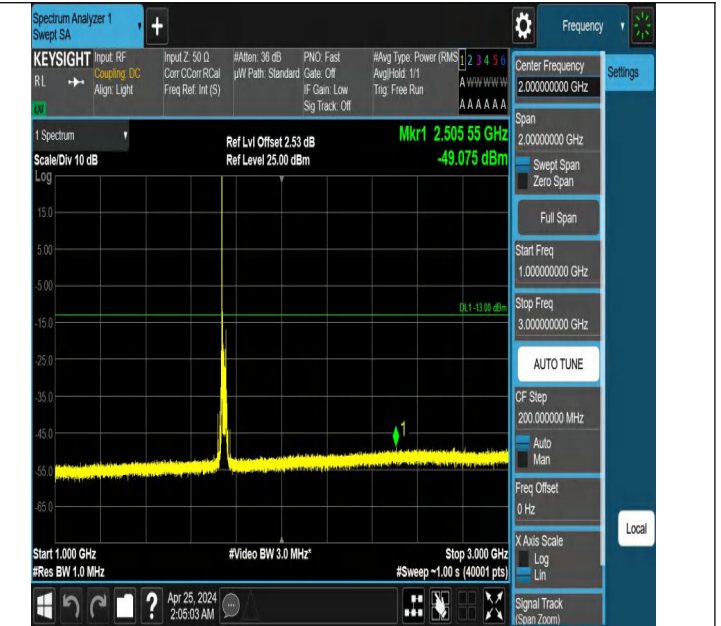 Spectrum Analyzer 1
Swept SA
Frequency
KEYSIGHT
RL
Input: RF
Coupling: DC
Align: Light
Input Z: 50 Ω
Corr CCorr RCal
Freq Ref: Int (S)
#Atten: 36 dB
µW Path: Standard
PNO: Fast
Gate: Off
IF Gain: Low
Sig Track: Off
#Avg Type: Power (RMS
Avg|Hold: 1/1
Trig: Free Run
1 2 3 4 5 6
A W W W W W
A A A A A A
1 Spectrum
Scale/Div 10 dB
Log
Ref Lvl Offset 2.53 dB
Ref Level 25.00 dBm
Mkr1 2.505 55 GHz
-49.075 dBm
15.0
5.00
-5.00
DL1 -13.00 dBm
-15.0
-25.0
-35.0
-45.0
1
-55.0
-65.0
Start 1.000 GHz
#Res BW 1.0 MHz
#Video BW 3.0 MHz*
Stop 3.000 GHz
#Sweep ~1.00 s (40001 pts)
?
Apr 25, 2024
2:05:03 AM
Center Frequency
2.000000000 GHz
Settings
Span
2.00000000 GHz
Swept Span
Zero Span
Full Span
Start Freq
1.000000000 GHz
Stop Freq
3.000000000 GHz
AUTO TUNE
CF Step
200.000000 MHz
Auto
Man
Freq Offset
0 Hz
Local
X Axis Scale
Log
Lin
Signal Track
(Span Zoom)